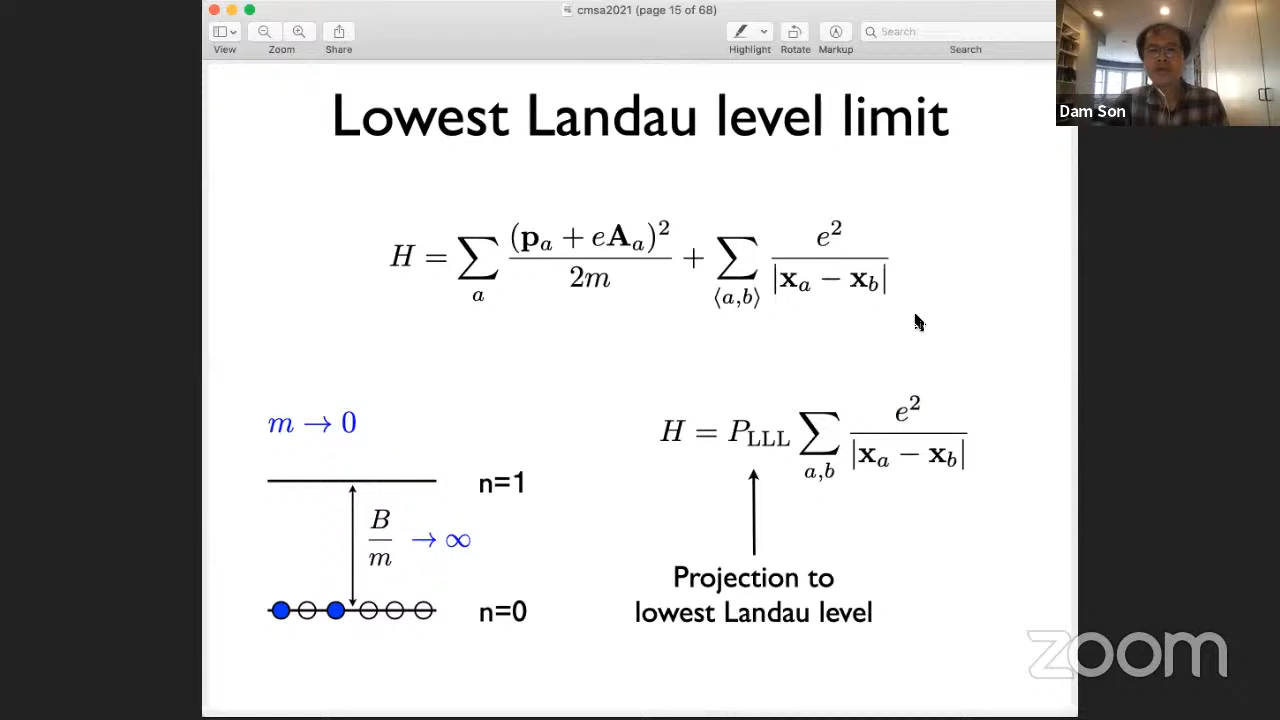 cmsa2021 (page 15 of 68)
View Zoom Share Highlight Rotate Markup Search
Search
Dam Son
Lowest Landau level limit
H = ∑_a (p_a + eA_a)² / 2m + ∑_⟨a,b⟩ e² / |x_a − x_b|
m → 0
H = P_LLL ∑_a,b e² / |x_a − x_b|
n=1
B/m → ∞
Projection to
lowest Landau level
n=0
zoom